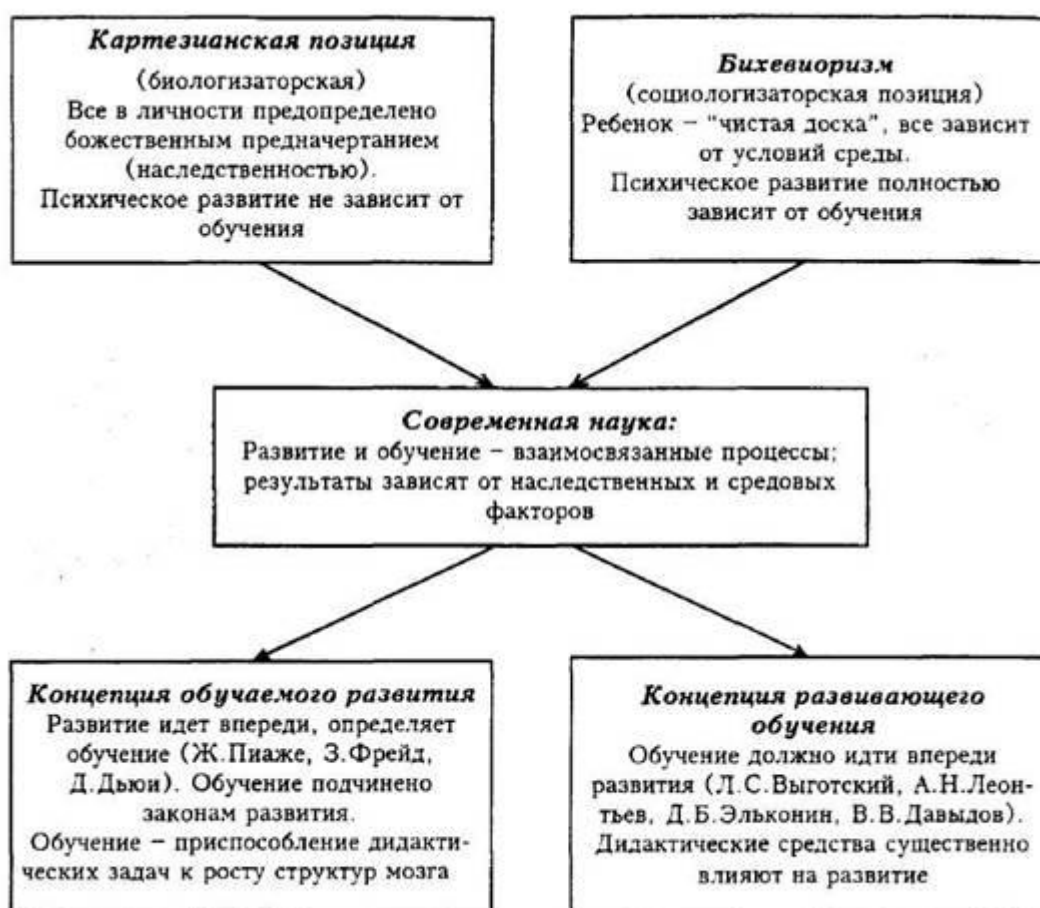 Картезианская позиция
(биологизаторская)
Все в личности предопределено
божественным предначертанием
(наследственностью).
Психическое развитие не зависит от
обучения
Бихевиоризм
(социологизаторская позиция)
Ребенок – "чистая доска", все зависит
от условий среды.
Психическое развитие полностью
зависит от обучения
Современная наука:
Развитие и обучение – взаимосвязанные процессы;
результаты зависят от наследственных и средовых
факторов
Концепция обучаемого развития
Развитие идет впереди, определяет
обучение (Ж.Пиаже, З.Фрейд,
Д.Дьюи). Обучение подчинено
законам развития.
Обучение – приспособление дидакти-
ческих задач к росту структур мозга
Концепция развивающего
обучения
Обучение должно идти впереди
развития (Л.С.Выготский, А.Н.Леон-
тьев, Д.Б.Эльконин, В.В.Давыдов).
Дидактические средства существенно
влияют на развитие